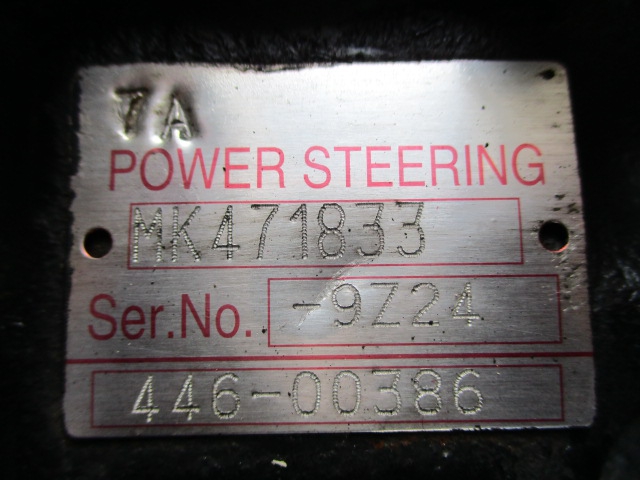 7A
POWER STEERING
MK471833
Ser.No. -9Z24
446-00386